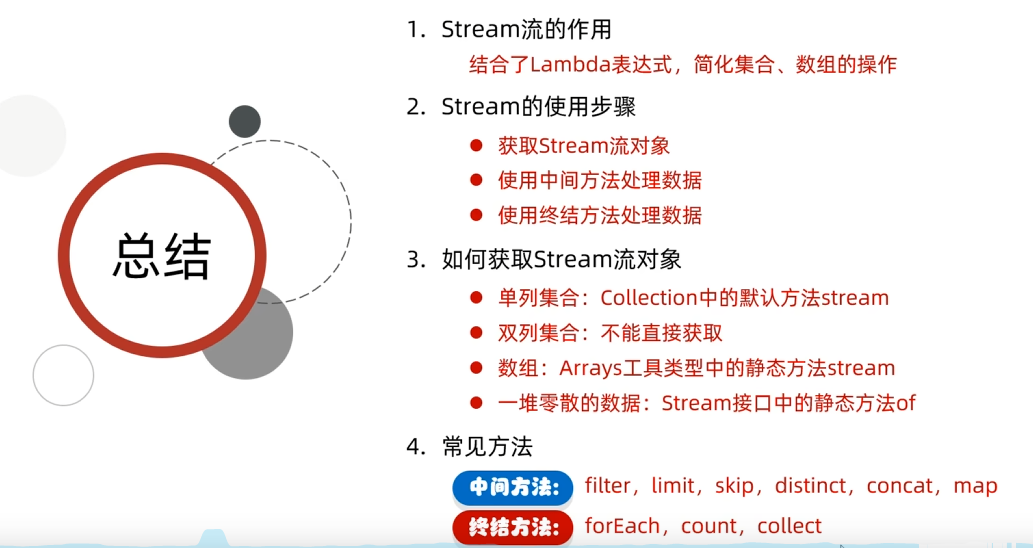 总结
1. Stream流的作用
结合了Lambda表达式，简化集合、数组的操作
2. Stream的使用步骤
● 获取Stream流对象
● 使用中间方法处理数据
● 使用终结方法处理数据
3. 如何获取Stream流对象
● 单列集合：Collection中的默认方法stream
● 双列集合：不能直接获取
● 数组：Arrays工具类型中的静态方法stream
● 一堆零散的数据：Stream接口中的静态方法of
4. 常见方法
中间方法: filter，limit，skip，distinct，concat，map
终结方法: forEach，count，collect